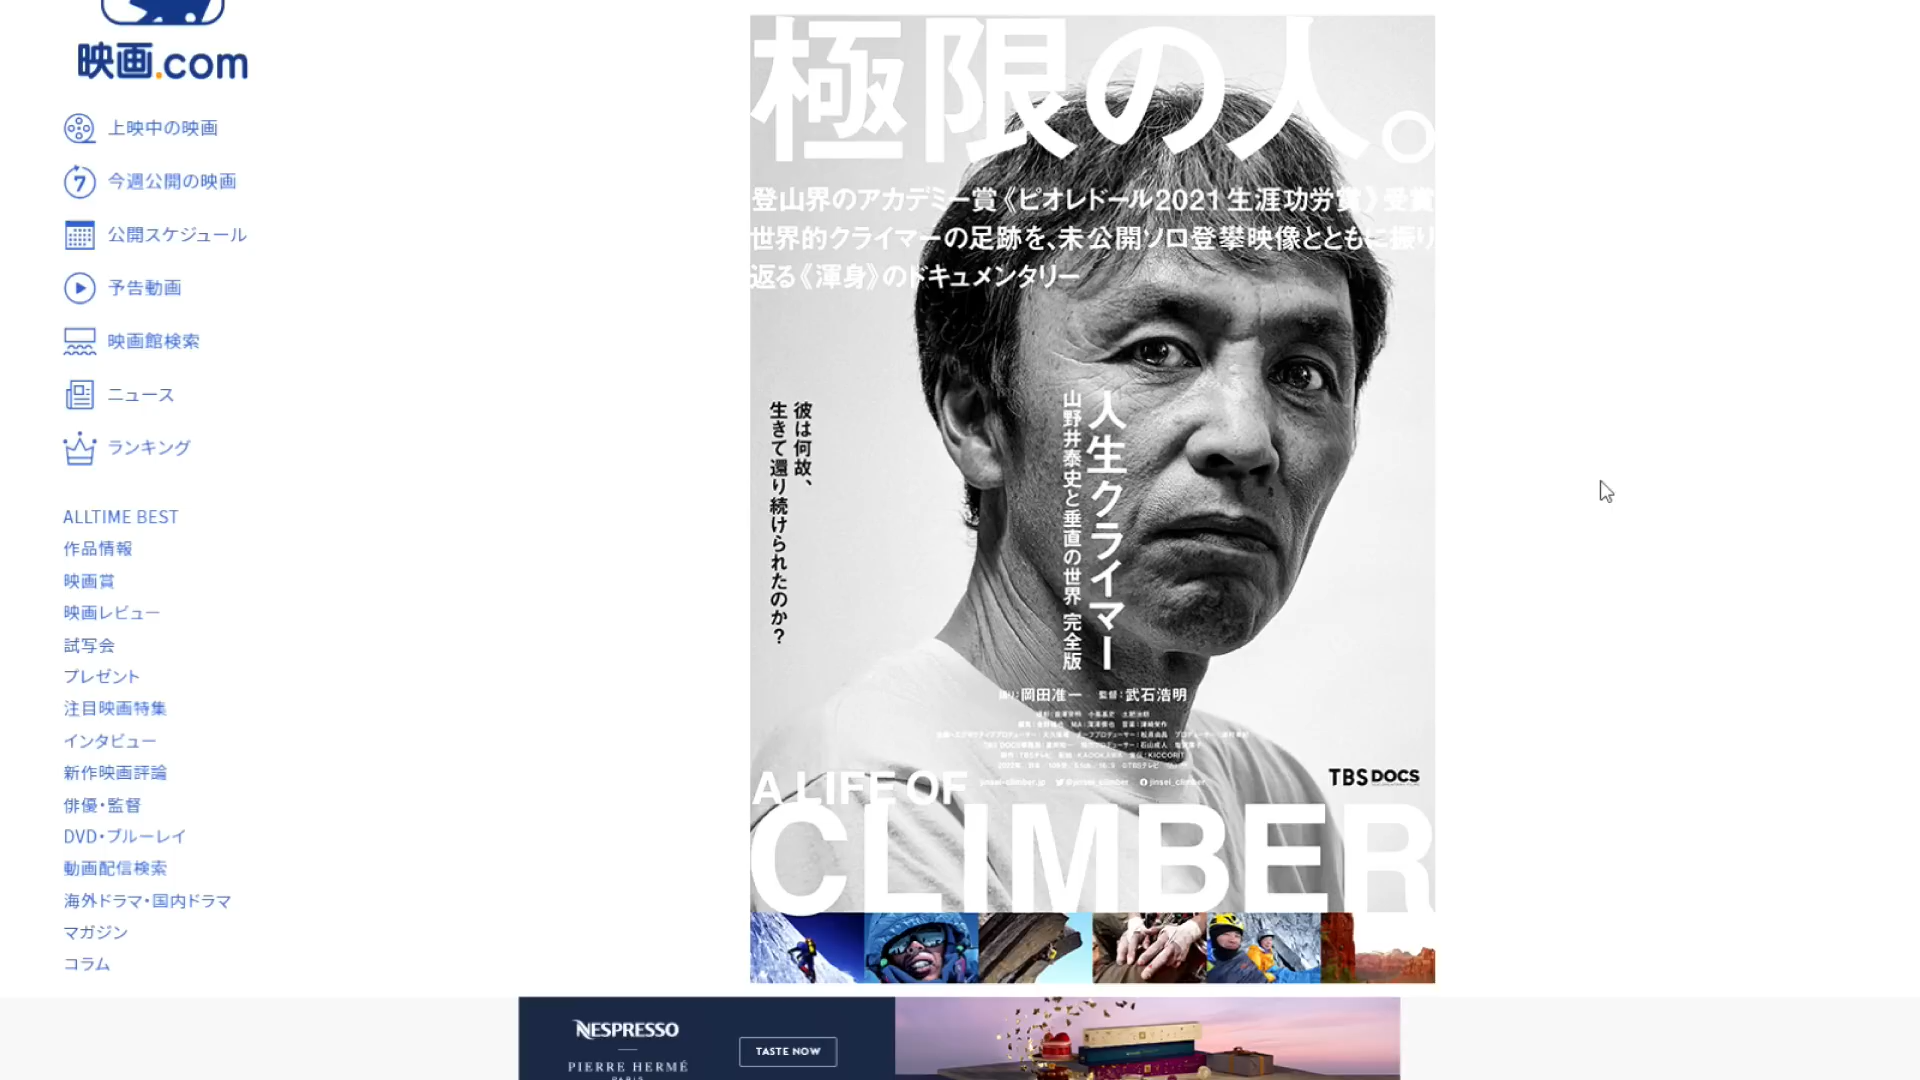 映画.com
上映中の映画
今週公開の映画
公開スケジュール
予告動画
映画館検索
ニュース
ランキング
ALLTIME BEST
作品情報
映画賞
映画レビュー
試写会
プレゼント
注目映画特集
インタビュー
新作映画評論
俳優・監督
DVD・ブルーレイ
動画配信検索
海外ドラマ・国内ドラマ
マガジン
コラム
極限の人。
登山界のアカデミー賞《ピオレドール2021 生涯功労賞》受賞
世界的クライマーの足跡を、未公開ソロ登攀映像とともに振り
返る《渾身》のドキュメンタリー
彼は何故、
生きて還り続けられたのか?
人生クライマー
山野井泰史と垂直の世界 完全版
語り:岡田准一 監督:武石浩明
jinsei-climber.jp @jinsei_climber jinsei_climber
TBS DOCS
A LIFE OF
CLIMBER
NESPRESSO
PIERRE HERMÉ
PARIS
TASTE NOW